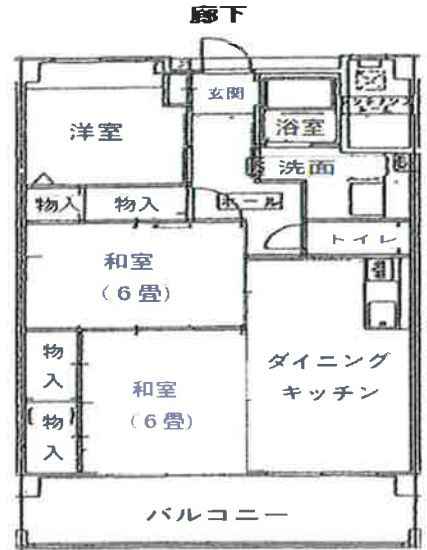 廊下
玄関
浴室
洋室
洗面
物入
物入
ホール
トイレ
和室
(6畳)
物入
ダイニング
キッチン
和室
(6畳)
物入
バルコニー